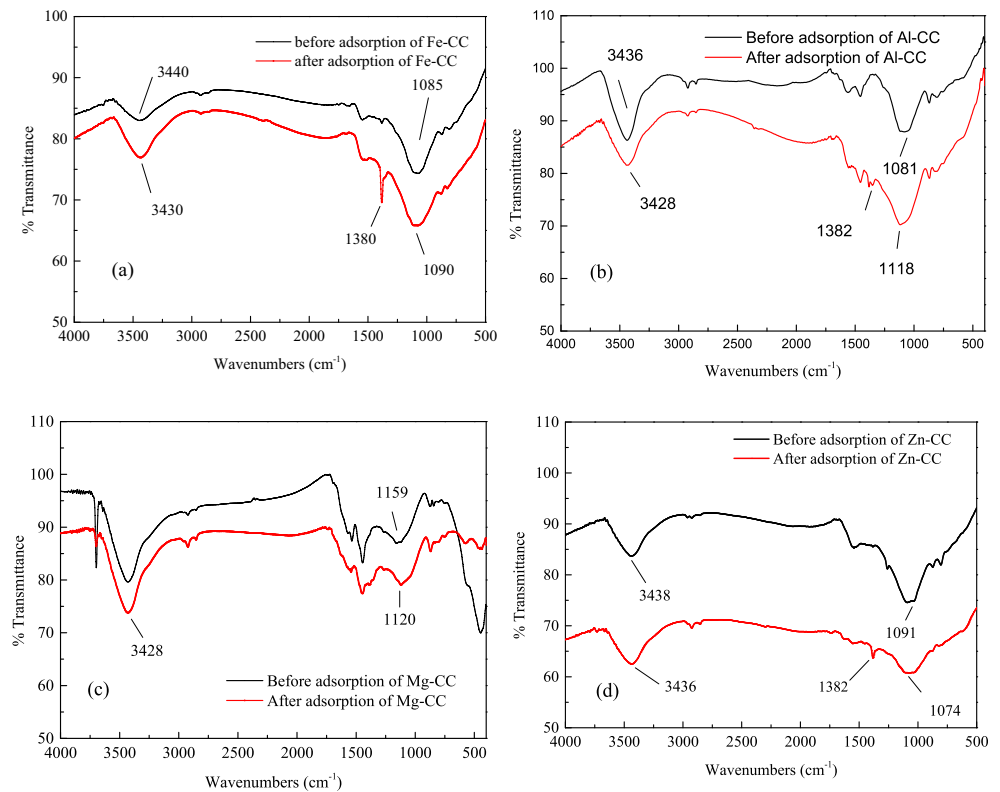 100
90
80
70
60
50
% Transmittance
before adsorption of Fe-CC
after adsorption of Fe-CC
3440
1085
3430
1380
1090
(a)
4000 3500 3000 2500 2000 1500 1000 500
Wavenumbers (cm-1)
110
100
90
80
70
60
50
% Transmittance
Before adsorption of Al-CC
After adsorption of Al-CC
3436
1081
3428
1382
1118
(b)
4000 3500 3000 2500 2000 1500 1000 500
Wavenumbers (cm-1)
110
100
90
80
70
60
50
% Transmittance
1159
1120
3428
Before adsorption of Mg-CC
After adsorption of Mg-CC
(c)
4000 3500 3000 2500 2000 1500 1000 500
Wavenumbers (cm-1)
110
100
90
80
70
60
50
% Transmittance
Before adsorption of Zn-CC
After adsorption of Zn-CC
3438
1091
3436
1382
1074
(d)
4000 3500 3000 2500 2000 1500 1000 500
Wavenumbers (cm-1)